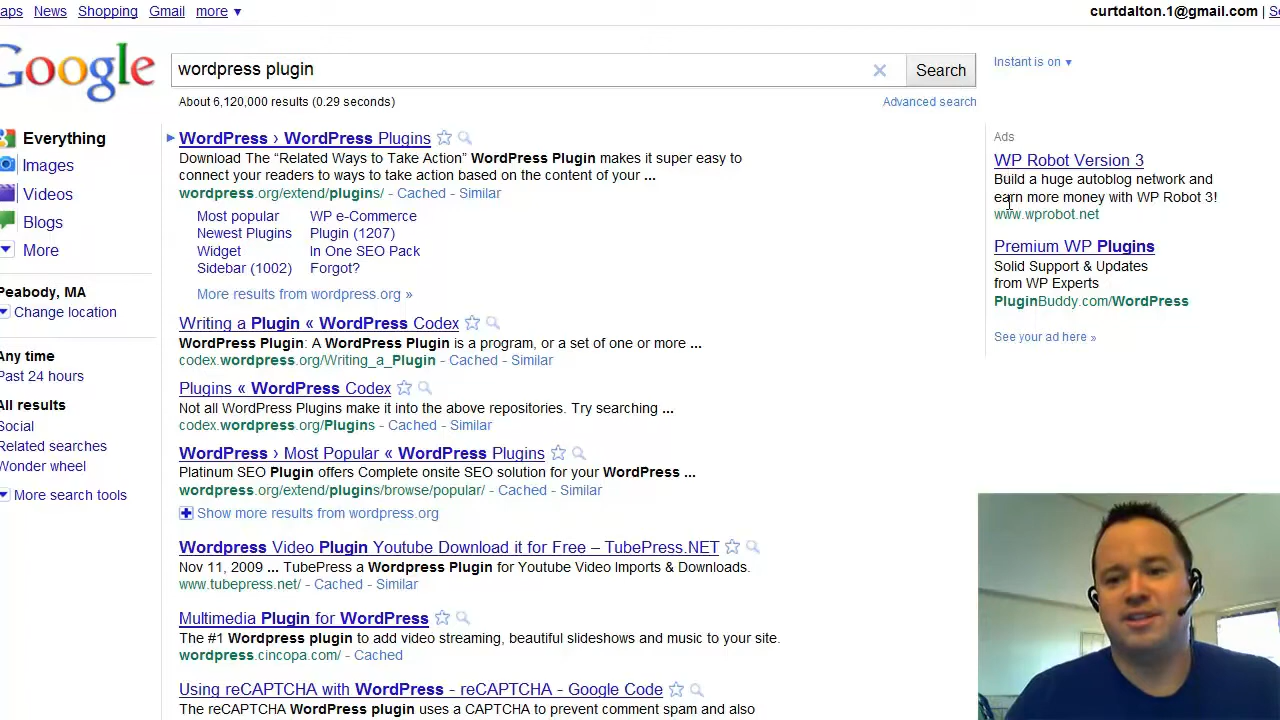 aps News Shopping Gmail more ▼
curtdalton.1@gmail.com |
Google
wordpress plugin
Search
Instant is on ▼
About 6,120,000 results (0.29 seconds)
Advanced search
Everything
Images
Videos
Blogs
More
Peabody, MA
Change location
Any time
Past 24 hours
All results
Social
Related searches
Wonder wheel
More search tools
WordPress › WordPress Plugins
Download The “Related Ways to Take Action” WordPress Plugin makes it super easy to
connect your readers to ways to take action based on the content of your ...
wordpress.org/extend/plugins/ - Cached - Similar
Most popular WP e-Commerce
Newest Plugins Plugin (1207)
Widget In One SEO Pack
Sidebar (1002) Forgot?
More results from wordpress.org »
Writing a Plugin « WordPress Codex
WordPress Plugin: A WordPress Plugin is a program, or a set of one or more ...
codex.wordpress.org/Writing_a_Plugin - Cached - Similar
Plugins « WordPress Codex
Not all WordPress Plugins make it into the above repositories. Try searching ...
codex.wordpress.org/Plugins - Cached - Similar
WordPress › Most Popular « WordPress Plugins
Platinum SEO Plugin offers Complete onsite SEO solution for your WordPress ...
wordpress.org/extend/plugins/browse/popular/ - Cached - Similar
Show more results from wordpress.org
Wordpress Video Plugin Youtube Download it for Free – TubePress.NET
Nov 11, 2009 ... TubePress a Wordpress Plugin for Youtube Video Imports & Downloads.
www.tubepress.net/ - Cached - Similar
Multimedia Plugin for WordPress
The #1 Wordpress plugin to add video streaming, beautiful slideshows and music to your site.
wordpress.cincopa.com/ - Cached
Using reCAPTCHA with WordPress - reCAPTCHA - Google Code
The reCAPTCHA WordPress plugin uses a CAPTCHA to prevent comment spam and also
Ads
WP Robot Version 3
Build a huge autoblog network and
earn more money with WP Robot 3!
www.wprobot.net
Premium WP Plugins
Solid Support & Updates
from WP Experts
PluginBuddy.com/WordPress
See your ad here »